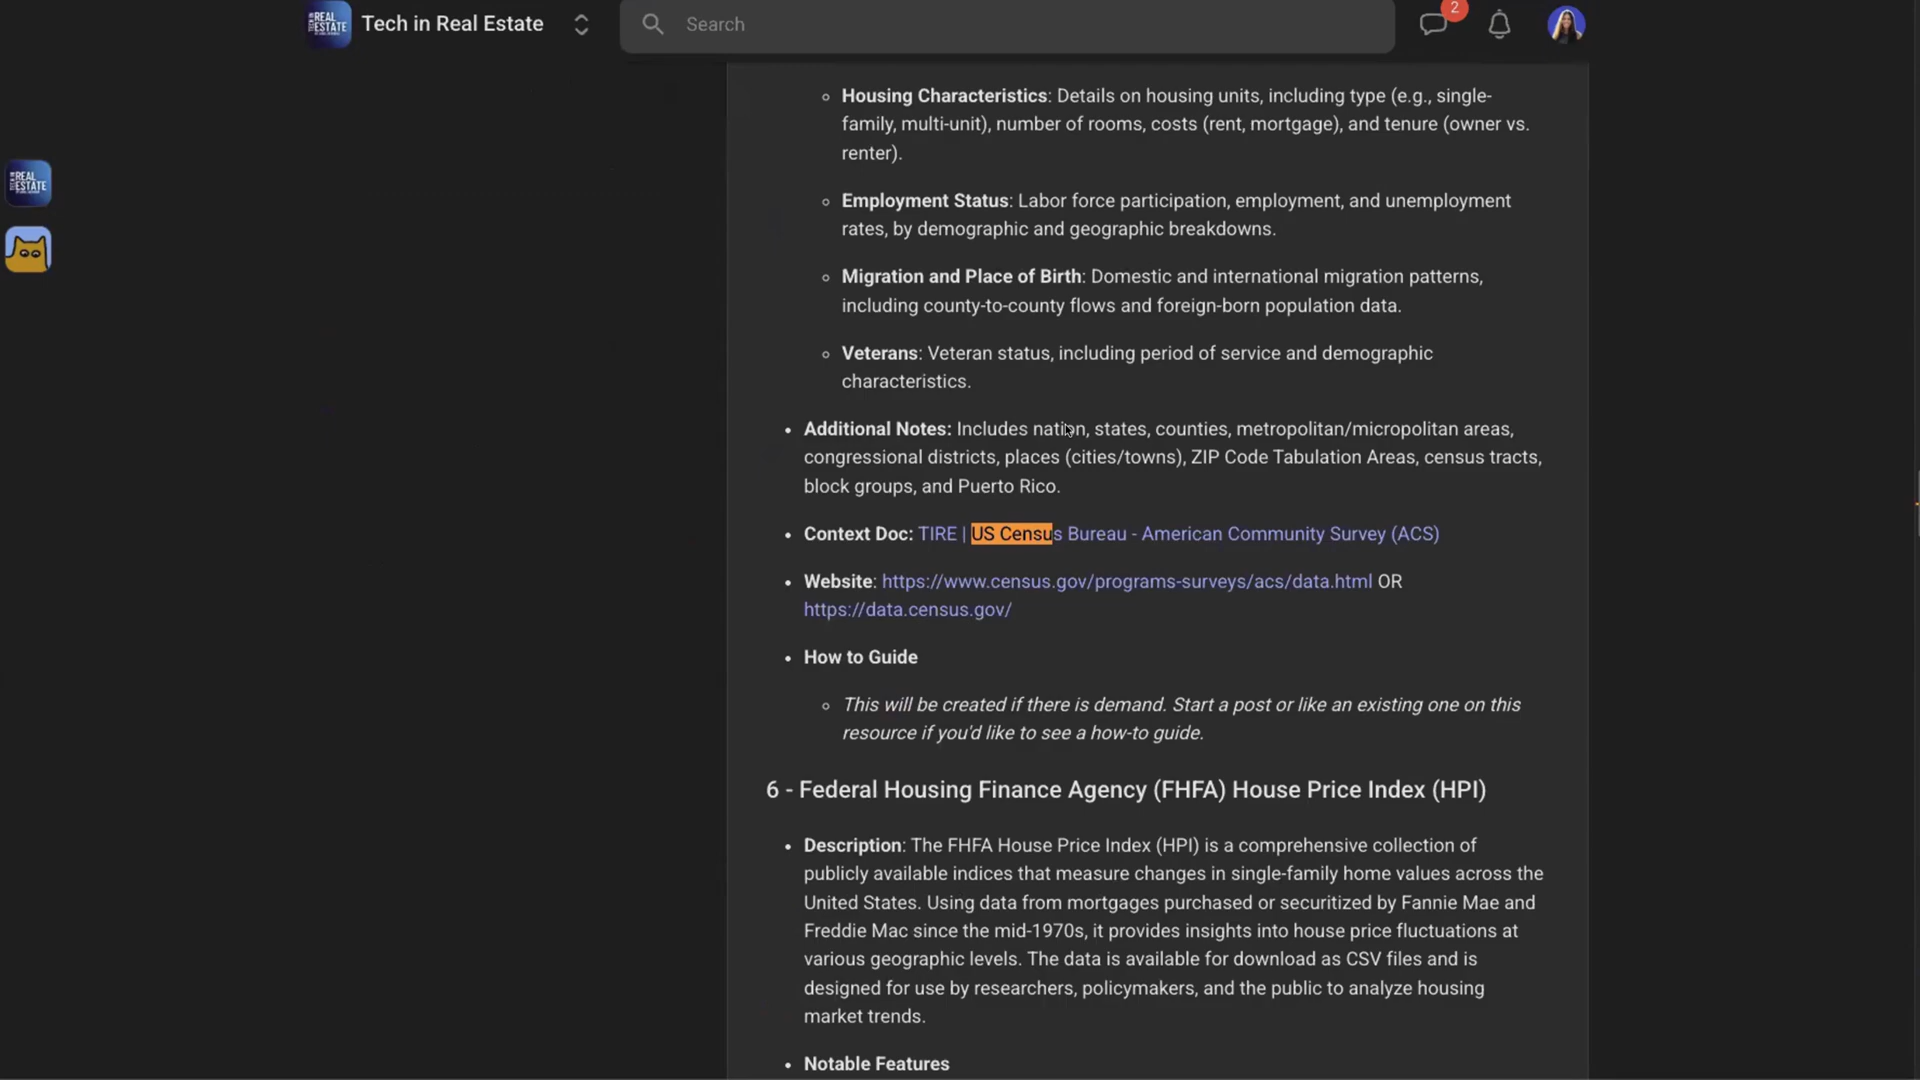 Tech in Real Estate
Search
2
TECH IN
REAL
ESTATE
REAL
ESTATE
Housing Characteristics: Details on housing units, including type (e.g., single-
family, multi-unit), number of rooms, costs (rent, mortgage), and tenure (owner vs.
renter).
Employment Status: Labor force participation, employment, and unemployment
rates, by demographic and geographic breakdowns.
Migration and Place of Birth: Domestic and international migration patterns,
including county-to-county flows and foreign-born population data.
Veterans: Veteran status, including period of service and demographic
characteristics.
Additional Notes: Includes nation, states, counties, metropolitan/micropolitan areas,
congressional districts, places (cities/towns), ZIP Code Tabulation Areas, census tracts,
block groups, and Puerto Rico.
Context Doc: TIRE | US Census Bureau - American Community Survey (ACS)
Website: https://www.census.gov/programs-surveys/acs/data.html OR
https://data.census.gov/
How to Guide
This will be created if there is demand. Start a post or like an existing one on this
resource if you'd like to see a how-to guide.
6 - Federal Housing Finance Agency (FHFA) House Price Index (HPI)
Description: The FHFA House Price Index (HPI) is a comprehensive collection of
publicly available indices that measure changes in single-family home values across the
United States. Using data from mortgages purchased or securitized by Fannie Mae and
Freddie Mac since the mid-1970s, it provides insights into house price fluctuations at
various geographic levels. The data is available for download as CSV files and is
designed for use by researchers, policymakers, and the public to analyze housing
market trends.
Notable Features